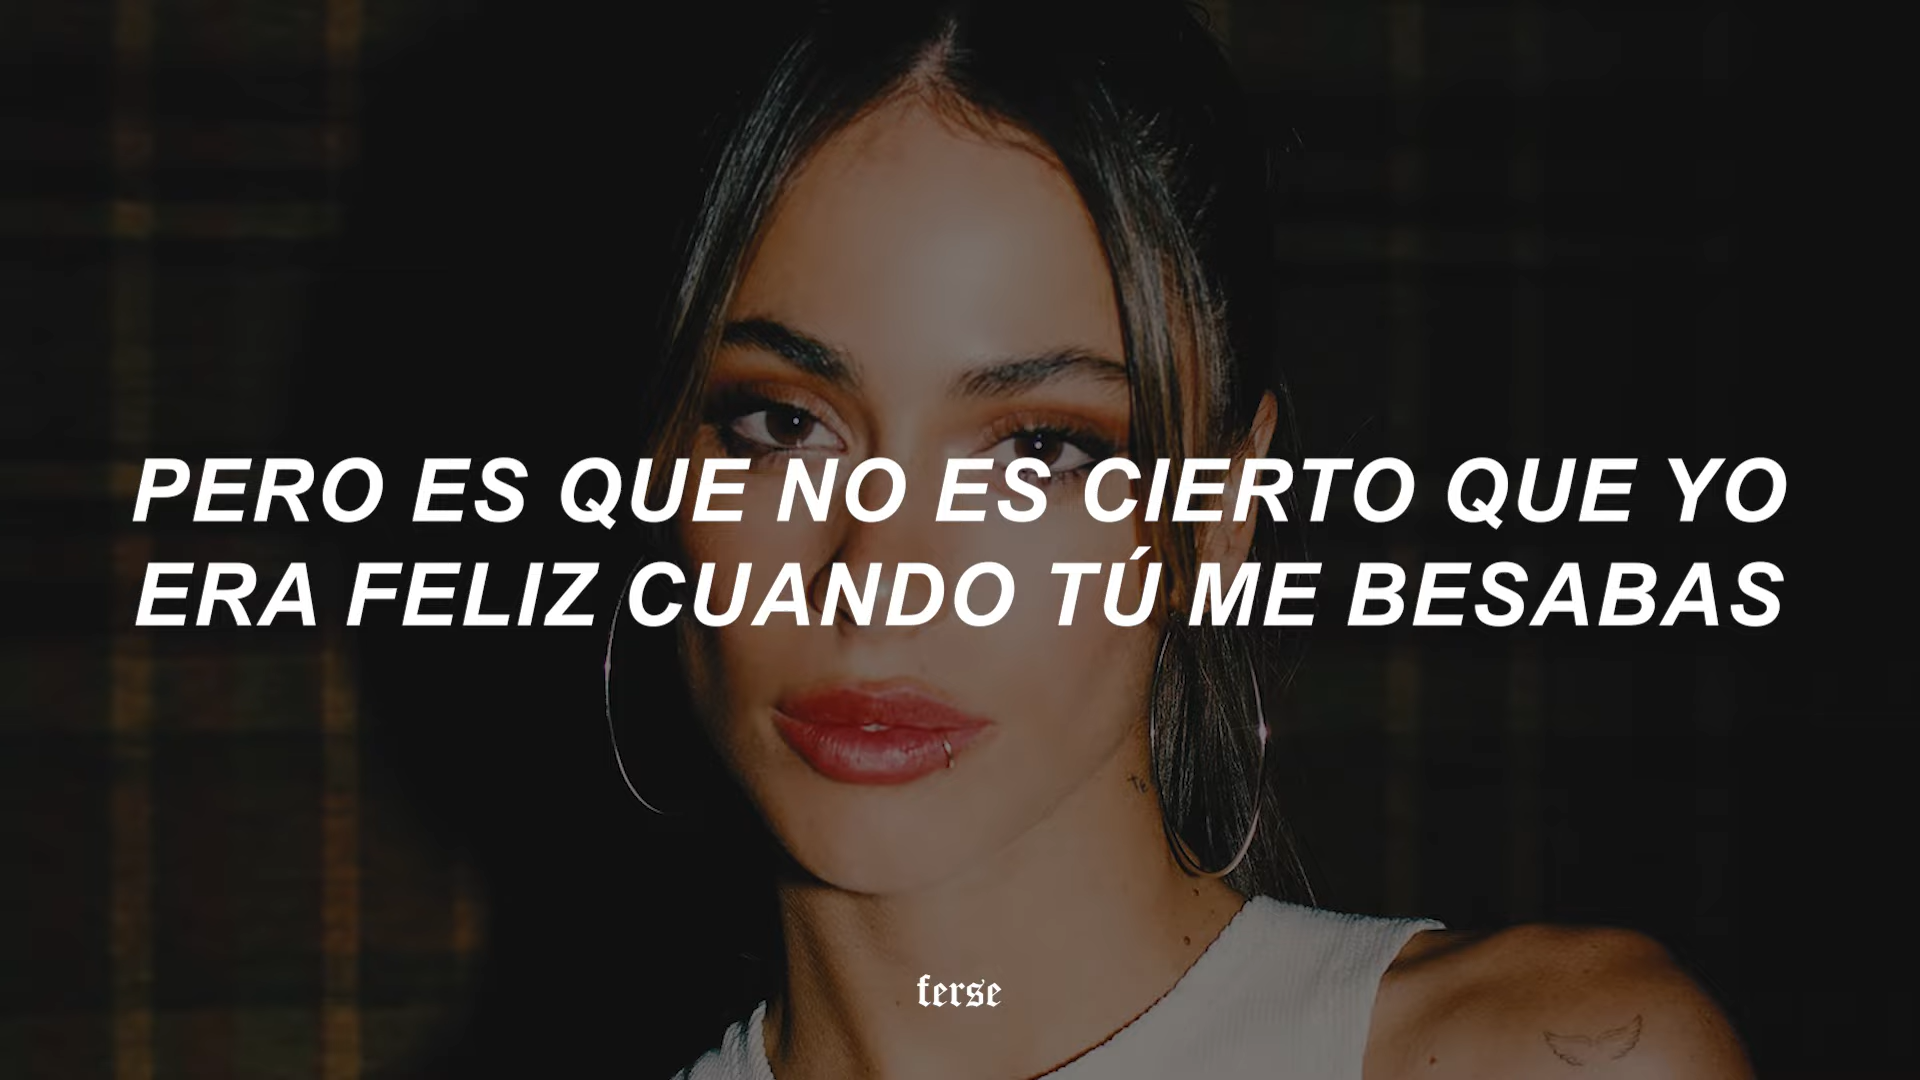 PERO ES QUE NO ES CIERTO QUE YO
ERA FELIZ CUANDO TÚ ME BESABAS
ferse